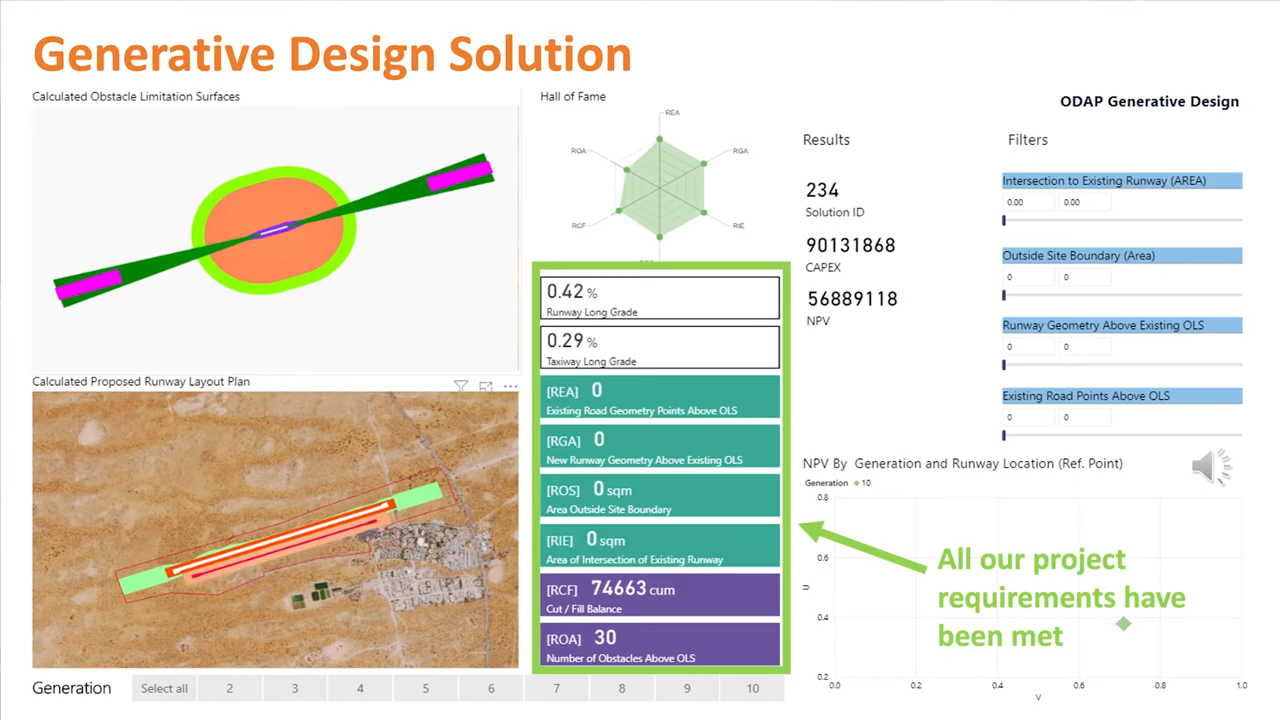 Generative Design Solution
Calculated Obstacle Limitation Surfaces
Hall of Fame
REA
RGA
RIE
RCF
ROA
ODAP Generative Design
Results
234
Solution ID
90131868
CAPEX
56889118
NPV
Filters
Intersection to Existing Runway (AREA)
0.00 0.00
Outside Site Boundary (Area)
0 0
Runway Geometry Above Existing OLS
0 0
Existing Road Points Above OLS
0 0
0.42 %
Runway Long Grade
0.29 %
Taxiway Long Grade
[REA] 0
Existing Road Geometry Points Above OLS
[RGA] 0
New Runway Geometry Above Existing OLS
[ROS] 0 sqm
Area Outside Site Boundary
[RIE] 0 sqm
Area of Intersection of Existing Runway
[RCF] 74663 cum
Cut / Fill Balance
[ROA] 30
Number of Obstacles Above OLS
Calculated Proposed Runway Layout Plan
NPV By Generation and Runway Location (Ref. Point)
Generation 10
0.8
0.6
0.4
0.2
U
0.0 0.2 0.4 0.6 0.8 1.0
V
All our project
requirements have
been met
Generation Select all 2 3 4 5 6 7 8 9 10